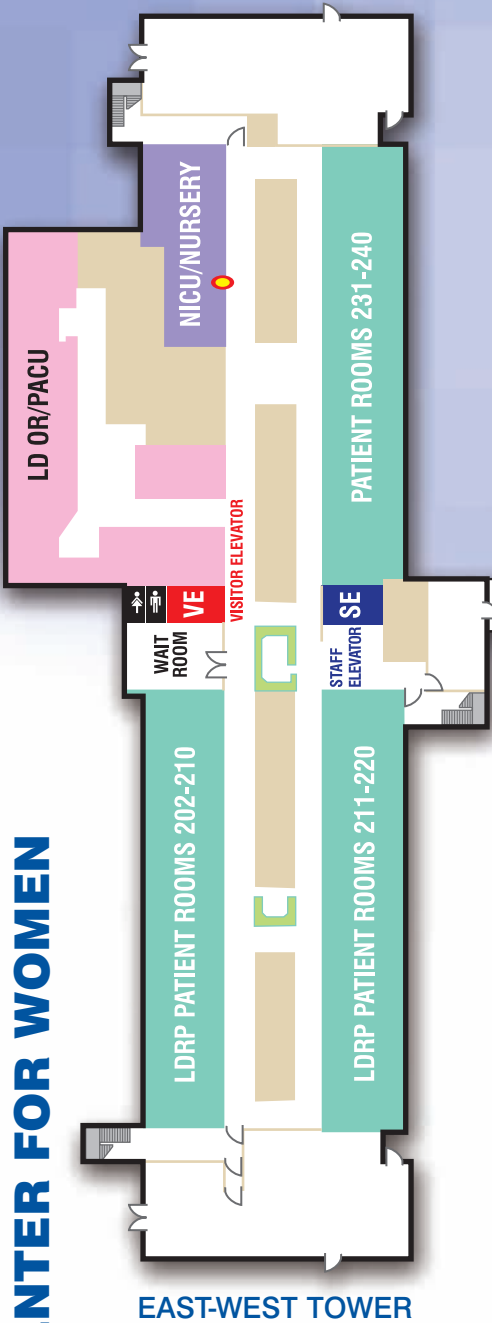 NICU/NURSERY
LD OR/PACU
PATIENT ROOMS 231-240
VISITOR ELEVATOR
VE
SE
WAIT
ROOM
STAFF
ELEVATOR
LDRP PATIENT ROOMS 202-210
LDRP PATIENT ROOMS 211-220
NTER FOR WOMEN
EAST-WEST TOWER